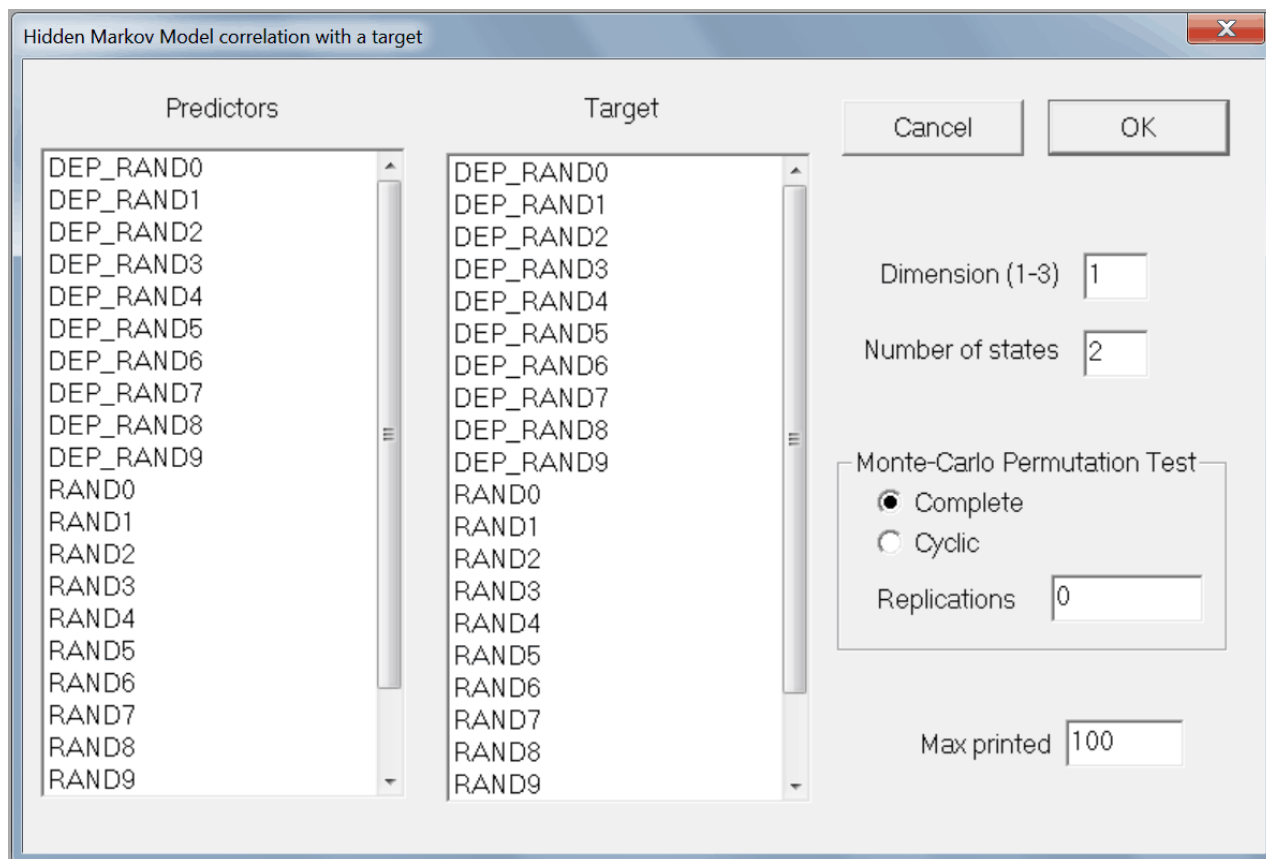 Hidden Markov Model correlation with a target
Predictors
DEP_RAND0
DEP_RAND1
DEP_RAND2
DEP_RAND3
DEP_RAND4
DEP_RAND5
DEP_RAND6
DEP_RAND7
DEP_RAND8
DEP_RAND9
RAND0
RAND1
RAND2
RAND3
RAND4
RAND5
RAND6
RAND7
RAND8
RAND9
Target
DEP_RAND0
DEP_RAND1
DEP_RAND2
DEP_RAND3
DEP_RAND4
DEP_RAND5
DEP_RAND6
DEP_RAND7
DEP_RAND8
DEP_RAND9
RAND0
RAND1
RAND2
RAND3
RAND4
RAND5
RAND6
RAND7
RAND8
RAND9
Cancel OK
Dimension (1-3) 1
Number of states 2
Monte-Carlo Permutation Test
Complete
Cyclic
Replications 0
Max printed 100